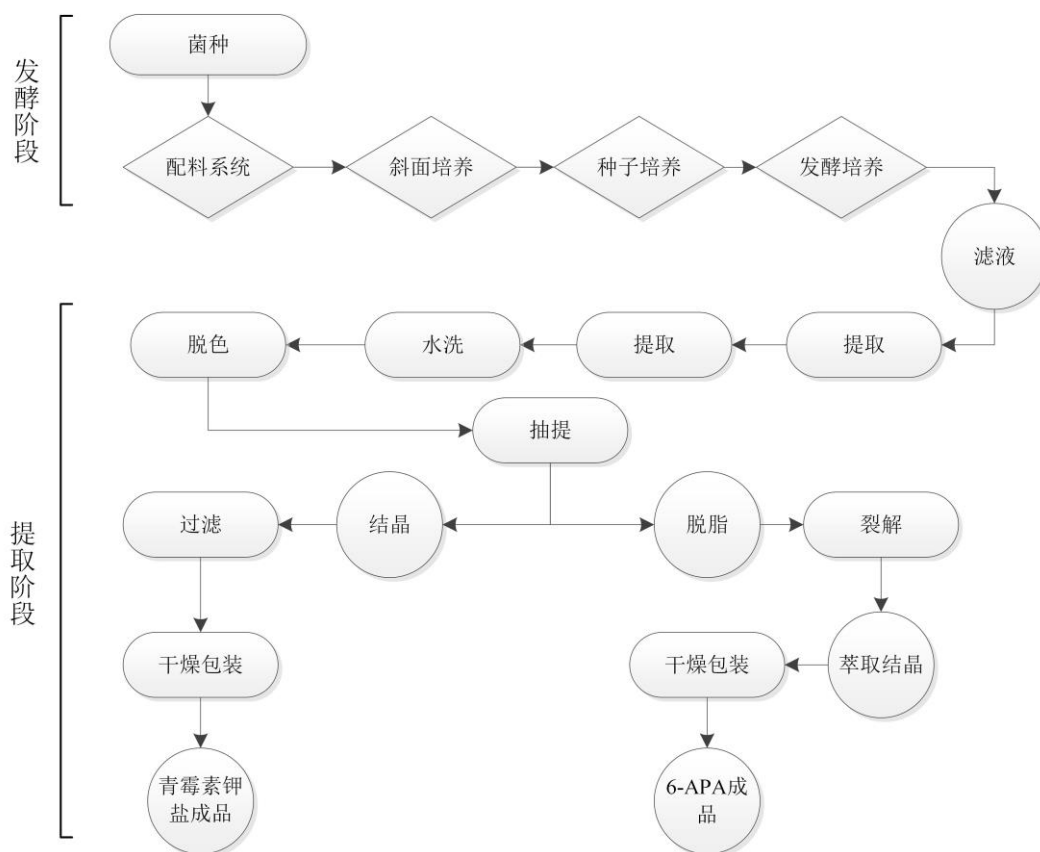 发酵阶段
菌种
配料系统
斜面培养
种子培养
发酵培养
滤液
提取阶段
脱色
水洗
提取
提取
抽提
过滤
结晶
脱脂
裂解
干燥包装
干燥包装
萃取结晶
青霉素钾
盐成品
6-APA成
品